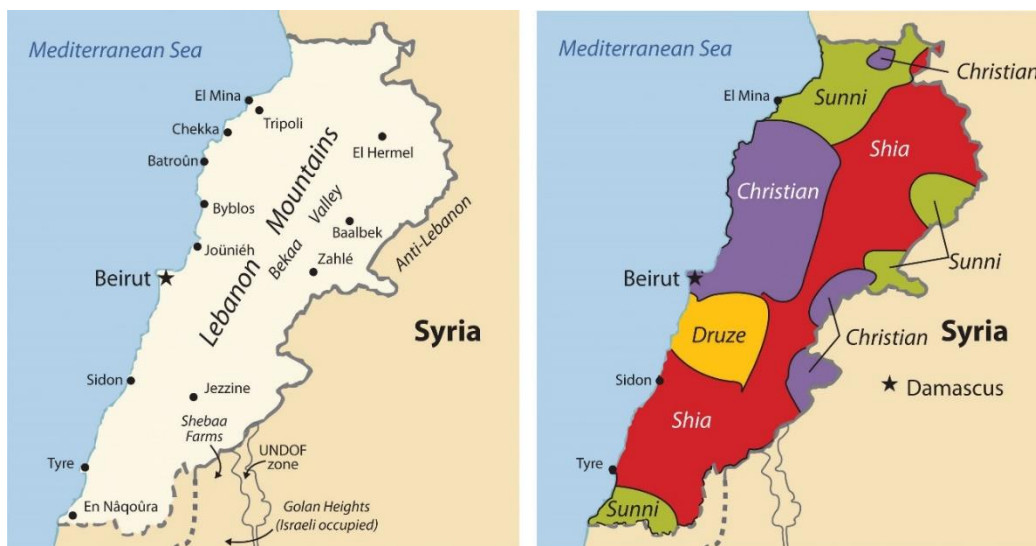 Mediterranean Sea
El Mina
Tripoli
Chekka
El Hermel
Batroûn
Lebanon Mountains
Bekaa Valley
Byblos
Baalbek
Anti-Lebanon
Joüniéh
Zahlé
Beirut
Syria
Sidon
Jezzine
Shebaa
Farms
UNDOF
zone
Tyre
En Nâqoûra
Golan Heights
(Israeli occupied)
Mediterranean Sea
Christian
Sunni
El Mina
Shia
Christian
Sunni
Beirut
Druze
Christian
Syria
Sidon
Damascus
Shia
Tyre
Sunni